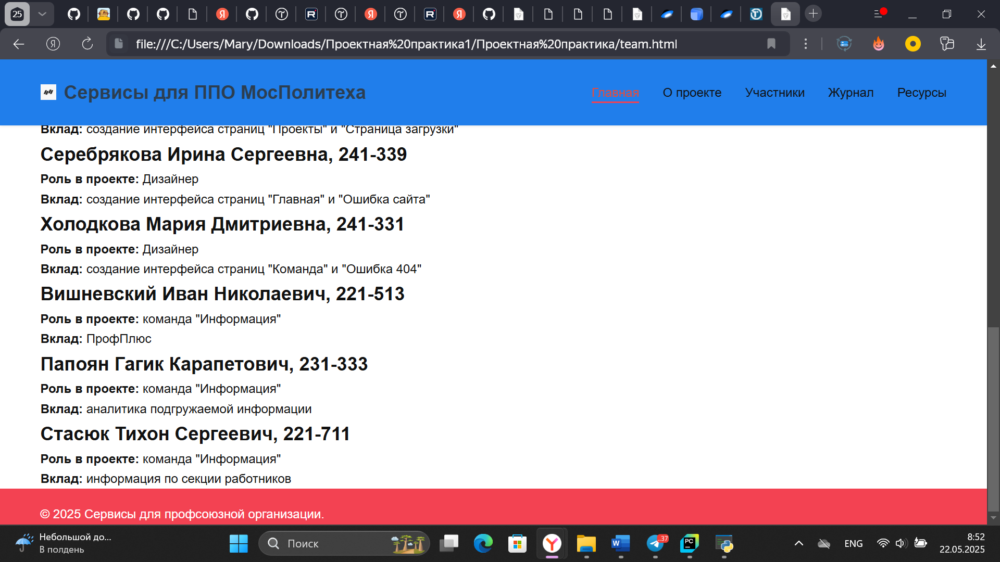 25
file:///C:/Users/Mary/Downloads/Проектная%20практика1/Проектная%20практика/team.html
Сервисы для ППО МосПолитеха
Главная О проекте Участники Журнал Ресурсы
Вклад: создание интерфейса страниц "Проекты" и "Страница загрузки"
Серебрякова Ирина Сергеевна, 241-339
Роль в проекте: Дизайнер
Вклад: создание интерфейса страниц "Главная" и "Ошибка сайта"
Холодкова Мария Дмитриевна, 241-331
Роль в проекте: Дизайнер
Вклад: создание интерфейса страниц "Команда" и "Ошибка 404"
Вишневский Иван Николаевич, 221-513
Роль в проекте: команда "Информация"
Вклад: ПрофПлюс
Папоян Гагик Карапетович, 231-333
Роль в проекте: команда "Информация"
Вклад: аналитика подгружаемой информации
Стасюк Тихон Сергеевич, 221-711
Роль в проекте: команда "Информация"
Вклад: информация по секции работников
© 2025 Сервисы для профсоюзной организации.
Небольшой до...
В полдень
Поиск
..37
ENG
8:52
22.05.2025